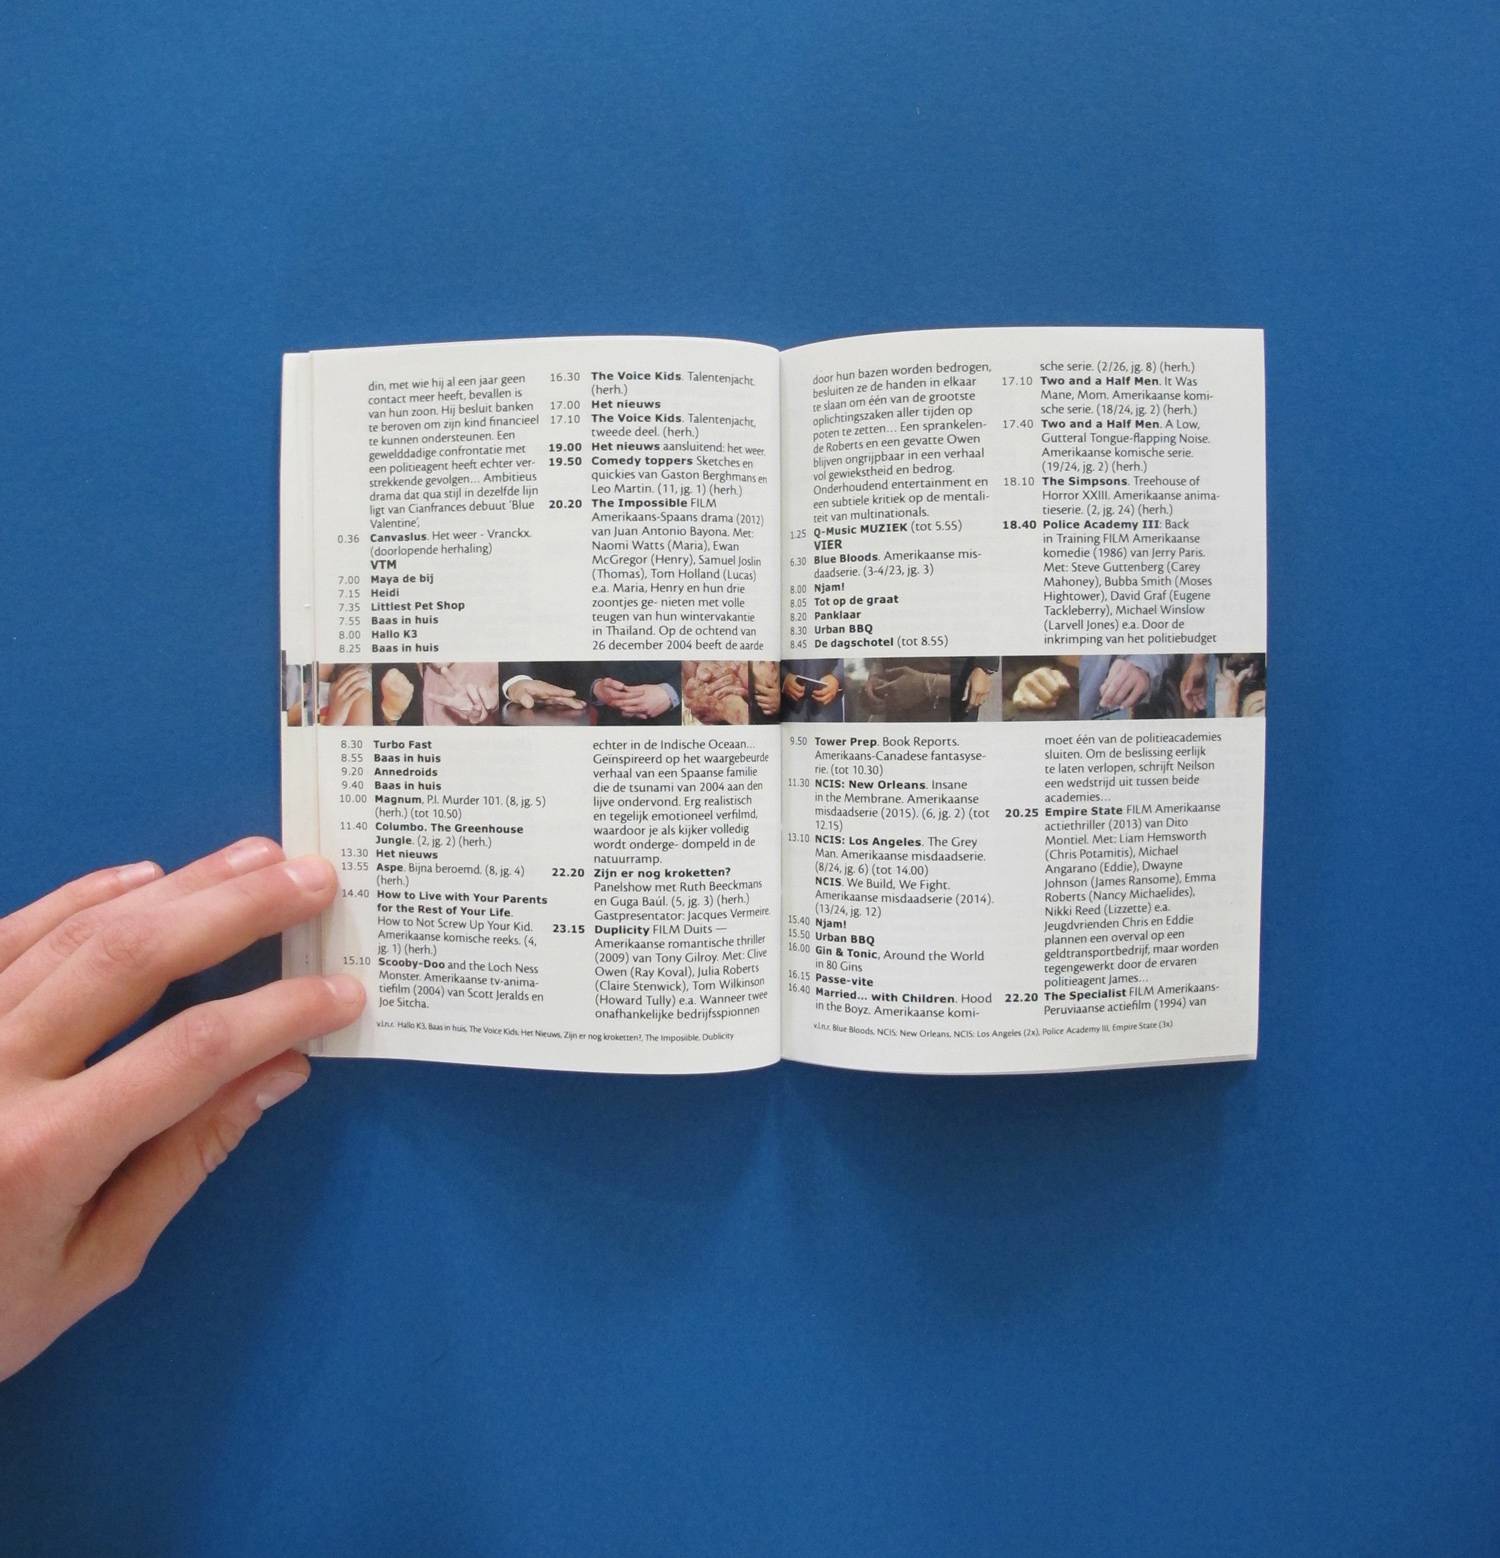 din, met wie hij al een jaar geen
contact meer heeft, bevallen is
van hun zoon. Hij besluit banken
te beroven om zijn kind financieel
te kunnen ondersteunen. Een
gewelddadige confrontatie met
een politieagent heeft echter ver-
strekkende gevolgen... Ambitieus
drama dat qua stijl in dezelfde lijn
ligt van Cianfrances debuut 'Blue
Valentine'.
0.36 Canvaslus. Het weer - Vranckx.
(doorlopende herhaling)
VTM
7.00 Maya de bij
7.15 Heidi
7.35 Littlest Pet Shop
7.55 Baas in huis
8.00 Hallo K3
8.25 Baas in huis
8.30 Turbo Fast
8.55 Baas in huis
9.20 Annedroids
9.40 Baas in huis
10.00 Magnum, P.I. Murder 101. (8, jg. 5)
(herh.) (tot 10.50)
11.40 Columbo. The Greenhouse
Jungle. (2, jg. 2) (herh.)
13.30 Het nieuws
13.55 Aspe. Bijna beroemd. (8, jg. 4)
(herh.)
14.40 How to Live with Your Parents
for the Rest of Your Life.
How to Not Screw Up Your Kid.
Amerikaanse komische reeks. (4,
jg. 1) (herh.)
15.10 Scooby-Doo and the Loch Ness
Monster. Amerikaanse tv-anima-
tiefilm (2004) van Scott Jeralds en
Joe Sitcha.
16.30 The Voice Kids. Talentenjacht.
(herh.)
17.00 Het nieuws
17.10 The Voice Kids. Talentenjacht,
tweede deel. (herh.)
19.00 Het nieuws aansluitend: het weer.
19.50 Comedy toppers Sketches en
quickies van Gaston Berghmans en
Leo Martin. (11, jg. 1) (herh.)
20.20 The Impossible FILM
Amerikaans-Spaans drama (2012)
van Juan Antonio Bayona. Met:
Naomi Watts (Maria), Ewan
McGregor (Henry), Samuel Joslin
(Thomas), Tom Holland (Lucas)
e.a. Maria, Henry en hun drie
zoontjes ge- nieten met volle
teugen van hun wintervakantie
in Thailand. Op de ochtend van
26 december 2004 beeft de aarde
echter in de Indische Oceaan...
Geïnspireerd op het waargebeurde
verhaal van een Spaanse familie
die de tsunami van 2004 aan den
lijve ondervond. Erg realistisch
en tegelijk emotioneel verfilmd,
waardoor je als kijker volledig
wordt onderge- dompeld in de
natuurramp.
22.20 Zijn er nog kroketten?
Panelshow met Ruth Beeckmans
en Guga Baúl. (5, jg. 3) (herh.)
Gastpresentator: Jacques Vermeire.
23.15 Duplicity FILM Duits —
Amerikaanse romantische thriller
(2009) van Tony Gilroy. Met: Clive
Owen (Ray Koval), Julia Roberts
(Claire Stenwick), Tom Wilkinson
(Howard Tully) e.a. Wanneer twee
onafhankelijke bedrijfsspionnen
v.l.n.r. Hallo K3, Baas in huis, The Voice Kids, Het Nieuws, Zijn er nog kroketten?, The Imposiible, Dublicity
door hun bazen worden bedrogen,
besluiten ze de handen in elkaar
te slaan om één van de grootste
oplichtingszaken aller tijden op
poten te zetten... Een sprankelen-
de Roberts en een gevatte Owen
blijven ongrijpbaar in een verhaal
vol gewiekstheid en bedrog.
Onderhoudend entertainment en
een subtiele kritiek op de mentali-
teit van multinationals.
1.25 Q-Music MUZIEK (tot 5.55)
VIER
6.30 Blue Bloods. Amerikaanse mis-
daadserie. (3-4/23, jg. 3)
8.00 Njam!
8.05 Tot op de graat
8.20 Panklaar
8.30 Urban BBQ
8.45 De dagschotel (tot 8.55)
9.50 Tower Prep. Book Reports.
Amerikaans-Canadese fantasyse-
rie. (tot 10.30)
11.30 NCIS: New Orleans. Insane
in the Membrane. Amerikaanse
misdaadserie (2015). (6, jg. 2) (tot
12.15)
13.10 NCIS: Los Angeles. The Grey
Man. Amerikaanse misdaadserie.
(8/24, jg. 6) (tot 14.00)
NCIS. We Build, We Fight.
Amerikaanse misdaadserie (2014).
(13/24, jg. 12)
15.40 Njam!
15.50 Urban BBQ
16.00 Gin & Tonic, Around the World
in 80 Gins
16.15 Passe-vite
16.40 Married... with Children. Hood
in the Boyz. Amerikaanse komi-
sche serie. (2/26, jg. 8) (herh.)
17.10 Two and a Half Men. It Was
Mane, Mom. Amerikaanse komi-
sche serie. (18/24, jg. 2) (herh.)
17.40 Two and a Half Men. A Low,
Gutteral Tongue-flapping Noise.
Amerikaanse komische serie.
(19/24, jg. 2) (herh.)
18.10 The Simpsons. Treehouse of
Horror XXIII. Amerikaanse anima-
tieserie. (2, jg. 24) (herh.)
18.40 Police Academy III: Back
in Training FILM Amerikaanse
komedie (1986) van Jerry Paris.
Met: Steve Guttenberg (Carey
Mahoney), Bubba Smith (Moses
Hightower), David Graf (Eugene
Tackleberry), Michael Winslow
(Larvell Jones) e.a. Door de
inkrimping van het politiebudget
moet één van de politieacademies
sluiten. Om de beslissing eerlijk
te laten verlopen, schrijft Neilson
een wedstrijd uit tussen beide
academies...
20.25 Empire State FILM Amerikaanse
actiethriller (2013) van Dito
Montiel. Met: Liam Hemsworth
(Chris Potamitis), Michael
Angarano (Eddie), Dwayne
Johnson (James Ransome), Emma
Roberts (Nancy Michaelides),
Nikki Reed (Lizzette) e.a.
Jeugdvrienden Chris en Eddie
plannen een overval op een
geldtransportbedrijf, maar worden
tegengewerkt door de ervaren
politieagent James...
22.20 The Specialist FILM Amerikaans-
Peruviaanse actiefilm (1994) van
v.l.n.r. Blue Bloods, NCIS: New Orleans, NCIS: Los Angeles (2x), Police Academy III, Empire State (3x)